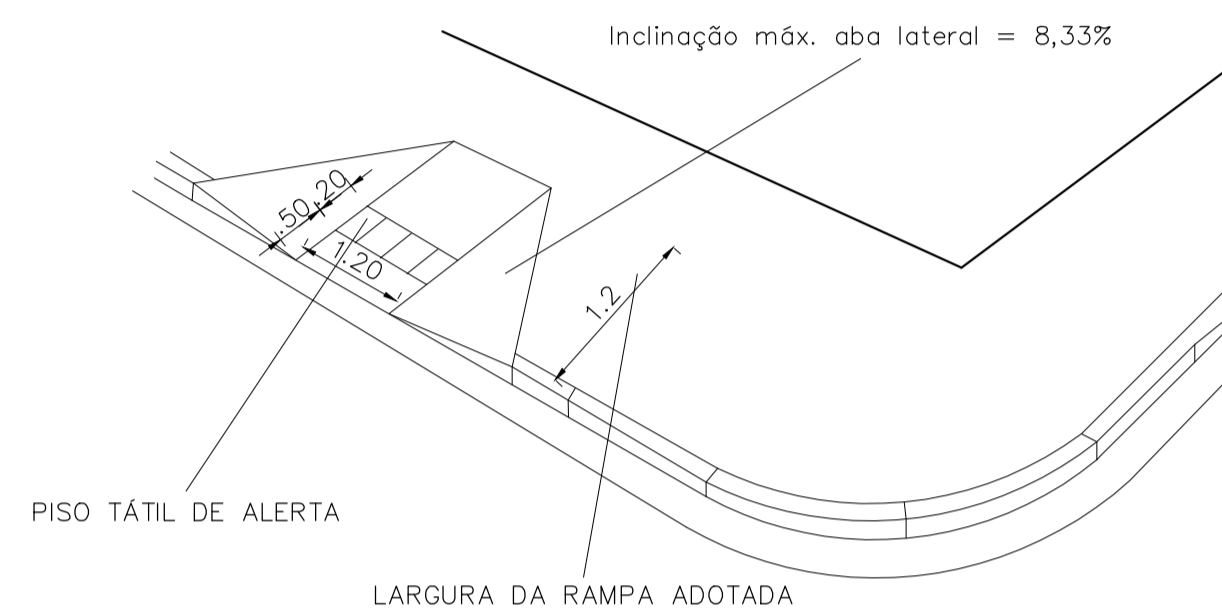 Inclinação máx. aba lateral = 8,33%
.50
.20
1.20
1.2
PISO TÁTIL DE ALERTA
LARGURA DA RAMPA ADOTADA